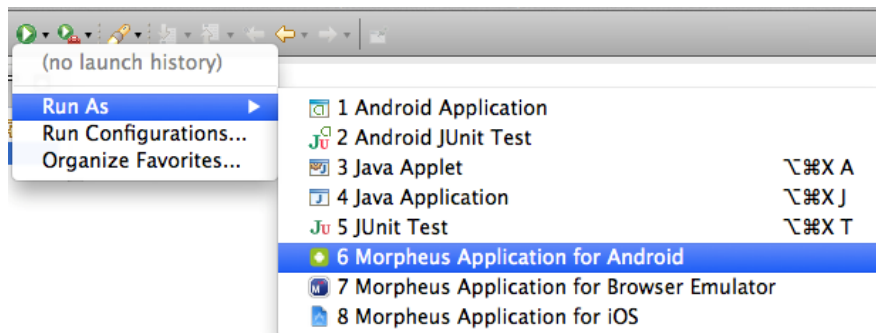 (no launch history)
Run As
Run Configurations...
Organize Favorites...
1 Android Application
2 Android JUnit Test
3 Java Applet ⌥⌘X A
4 Java Application ⌥⌘X J
5 JUnit Test ⌥⌘X T
6 Morpheus Application for Android
7 Morpheus Application for Browser Emulator
8 Morpheus Application for iOS